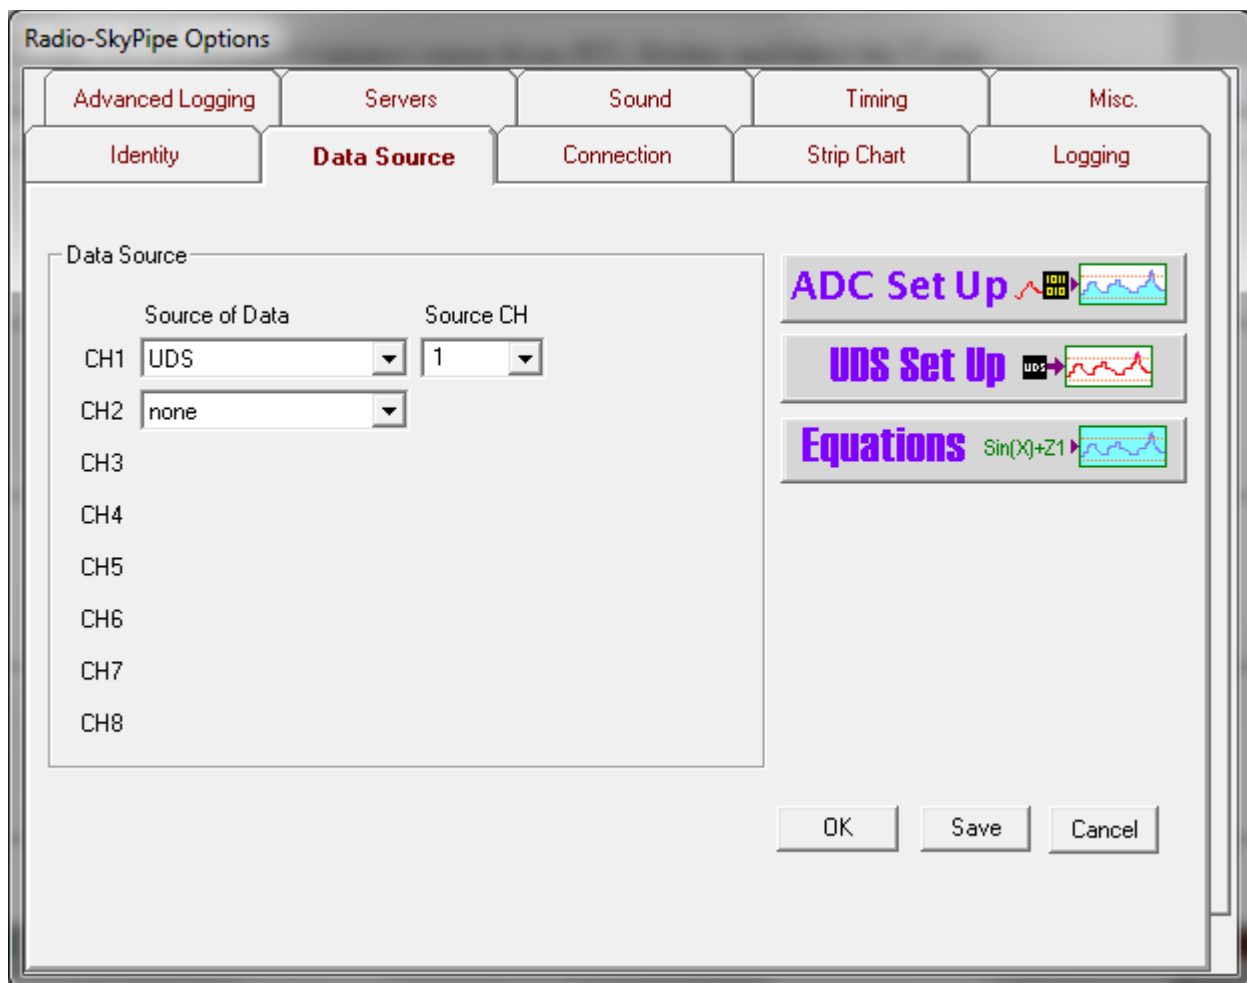 Radio-SkyPipe Options
Advanced Logging Servers Sound Timing Misc.
Identity Data Source Connection Strip Chart Logging
Data Source
Source of Data Source CH
CH1 UDS 1
CH2 none
CH3
CH4
CH5
CH6
CH7
CH8
ADC Set Up 1011 010
UDS Set Up UDS
Equations Sin(X)+Z1
OK Save Cancel